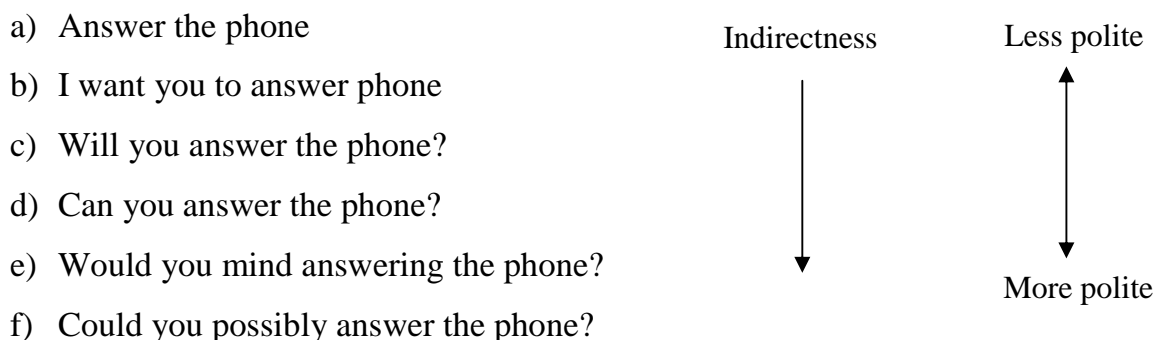 a) Answer the phone
b) I want you to answer phone
c) Will you answer the phone?
d) Can you answer the phone?
e) Would you mind answering the phone?
f) Could you possibly answer the phone?
Indirectness
Less polite
More polite